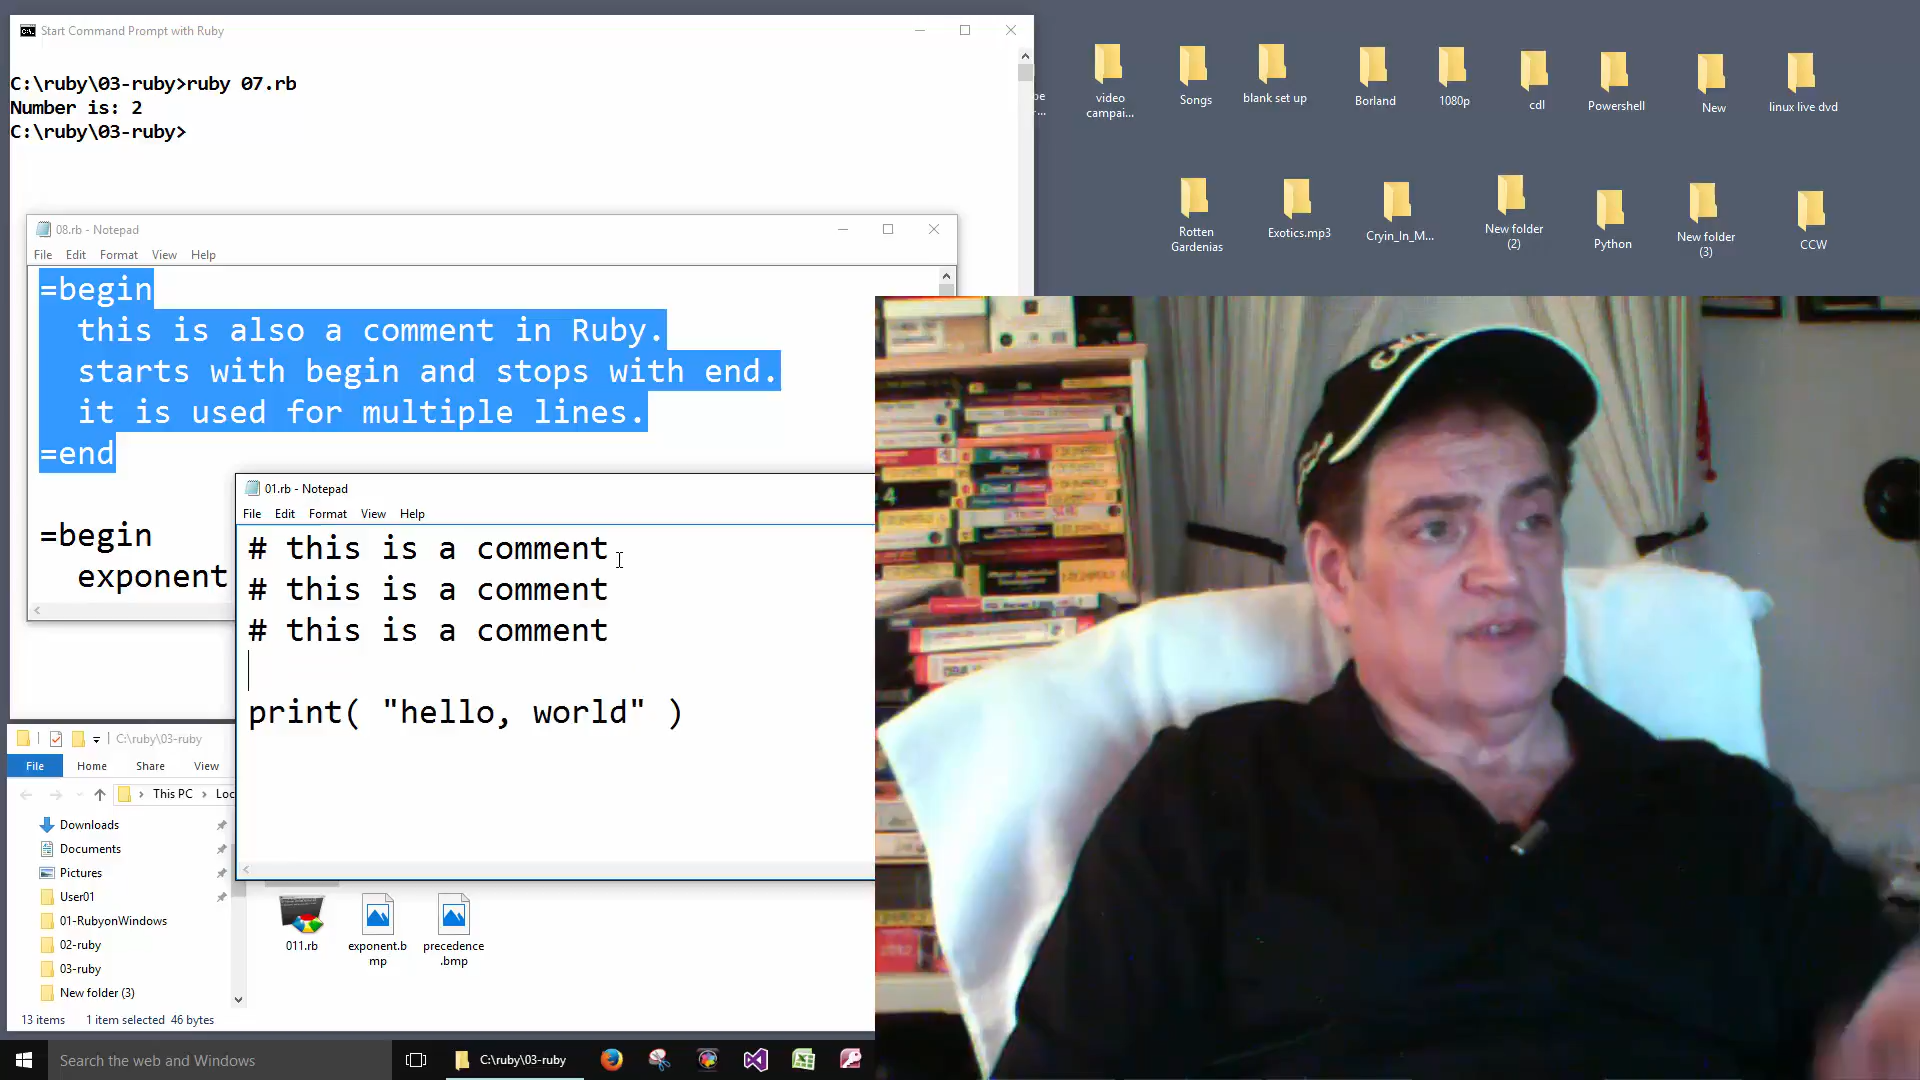 Start Command Prompt with Ruby
C:\ruby\03-ruby>ruby 07.rb
Number is: 2
C:\ruby\03-ruby>
08.rb - Notepad
File Edit Format View Help
=begin
this is also a comment in Ruby.
starts with begin and stops with end.
it is used for multiple lines.
=end
=begin
exponent
01.rb - Notepad
File Edit Format View Help
# this is a comment
# this is a comment
# this is a comment
print( "hello, world" )
C:\ruby\03-ruby
File Home Share View
This PC Loc
Downloads
Documents
Pictures
User01
01-RubyonWindows
02-ruby
03-ruby
New folder (3)
011.rb
exponent.b
mp
precedence
.bmp
13 items 1 item selected 46 bytes
Search the web and Windows
C:\ruby\03-ruby
video
campai...
Songs
blank set up
Borland
1080p
cdl
Powershell
New
linux live dvd
Rotten
Gardenias
Exotics.mp3
Cryin_In_M...
New folder
(2)
Python
New folder
(3)
CCW